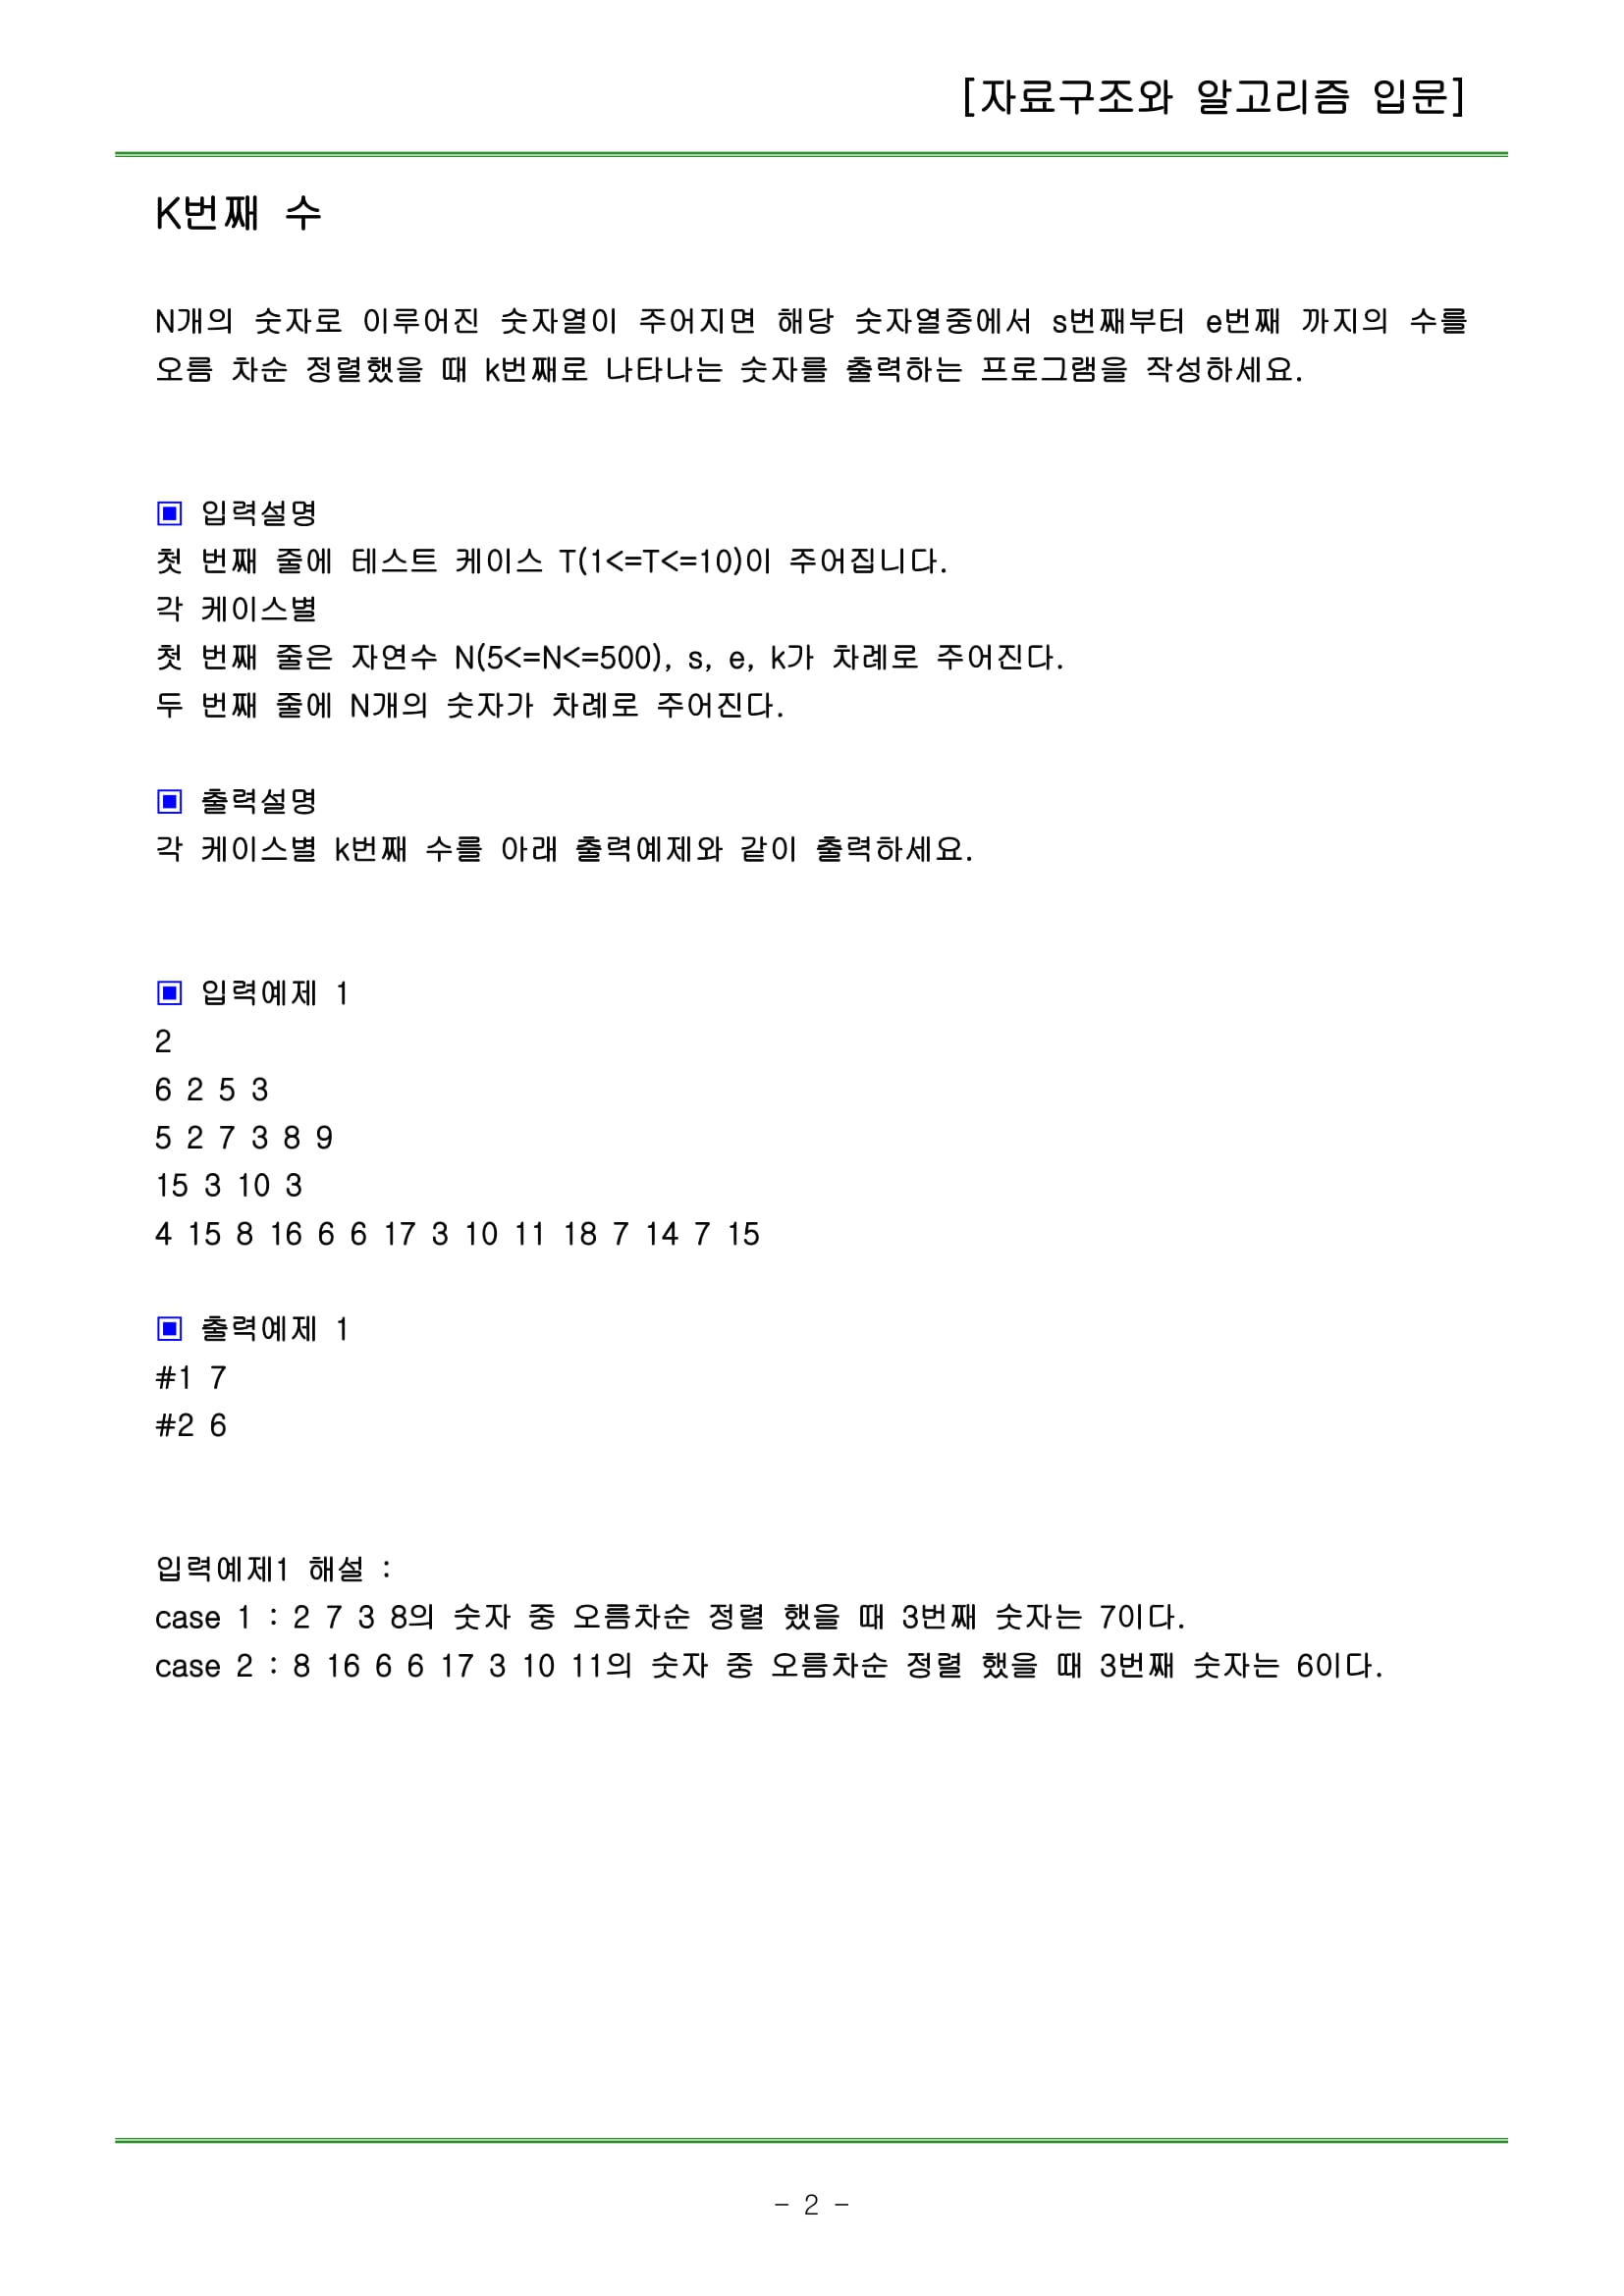 [자료구조와 알고리즘 입문]
K번째 수
N개의 숫자로 이루어진 숫자열이 주어지면 해당 숫자열중에서 s번째부터 e번째 까지의 수를
오름 차순 정렬했을 때 k번째로 나타나는 숫자를 출력하는 프로그램을 작성하세요.
▣ 입력설명
첫 번째 줄에 테스트 케이스 T(1<=T<=10)이 주어집니다.
각 케이스별
첫 번째 줄은 자연수 N(5<=N<=500), s, e, k가 차례로 주어진다.
두 번째 줄에 N개의 숫자가 차례로 주어진다.
▣ 출력설명
각 케이스별 k번째 수를 아래 출력예제와 같이 출력하세요.
▣ 입력예제 1
2
6 2 5 3
5 2 7 3 8 9
15 3 10 3
4 15 8 16 6 6 17 3 10 11 18 7 14 7 15
▣ 출력예제 1
#1 7
#2 6
입력예제1 해설 :
case 1 : 2 7 3 8의 숫자 중 오름차순 정렬 했을 때 3번째 숫자는 7이다.
case 2 : 8 16 6 6 17 3 10 11의 숫자 중 오름차순 정렬 했을 때 3번째 숫자는 6이다.
- 2 -